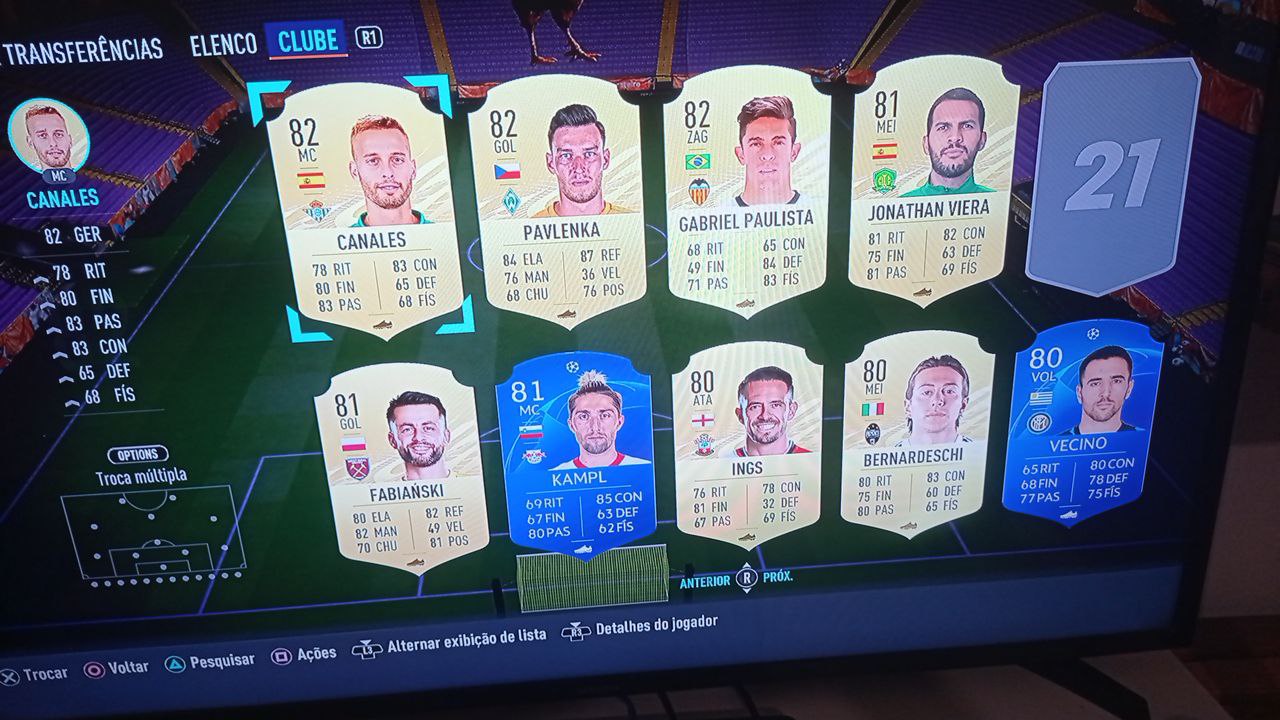 TRANSFERÊNCIAS ELENCO CLUBE R1
MC
CANALES
82 GER
78 RIT
80 FIN
83 PAS
83 CON
65 DEF
68 FÍS
OPTIONS
Troca múltipla
82
MC
CANALES
78 RIT 83 CON
80 FIN 65 DEF
83 PAS 68 FÍS
82
GOL
PAVLENKA
84 ELA 87 REF
76 MAN 36 VEL
68 CHU 76 POS
82
ZAG
GABRIEL PAULISTA
68 RIT 65 CON
49 FIN 84 DEF
71 PAS 83 FÍS
81
MEI
JONATHAN VIERA
81 RIT 82 CON
75 FIN 63 DEF
81 PAS 69 FÍS
21
81
GOL
FABIAŃSKI
80 ELA 82 REF
82 MAN 49 VEL
70 CHU 81 POS
81
MC
KAMPL
69 RIT 85 CON
67 FIN 63 DEF
80 PAS 62 FÍS
80
ATA
INGS
76 RIT 78 CON
81 FIN 32 DEF
67 PAS 69 FÍS
80
MEI
BERNARDESCHI
80 RIT 83 CON
75 FIN 60 DEF
80 PAS 65 FÍS
80
VOL
VECINO
65 RIT 80 CON
68 FIN 78 DEF
77 PAS 75 FÍS
ANTERIOR R PRÓX.
Trocar Voltar Pesquisar Ações L3 Alternar exibição de lista R3 Detalhes do jogador